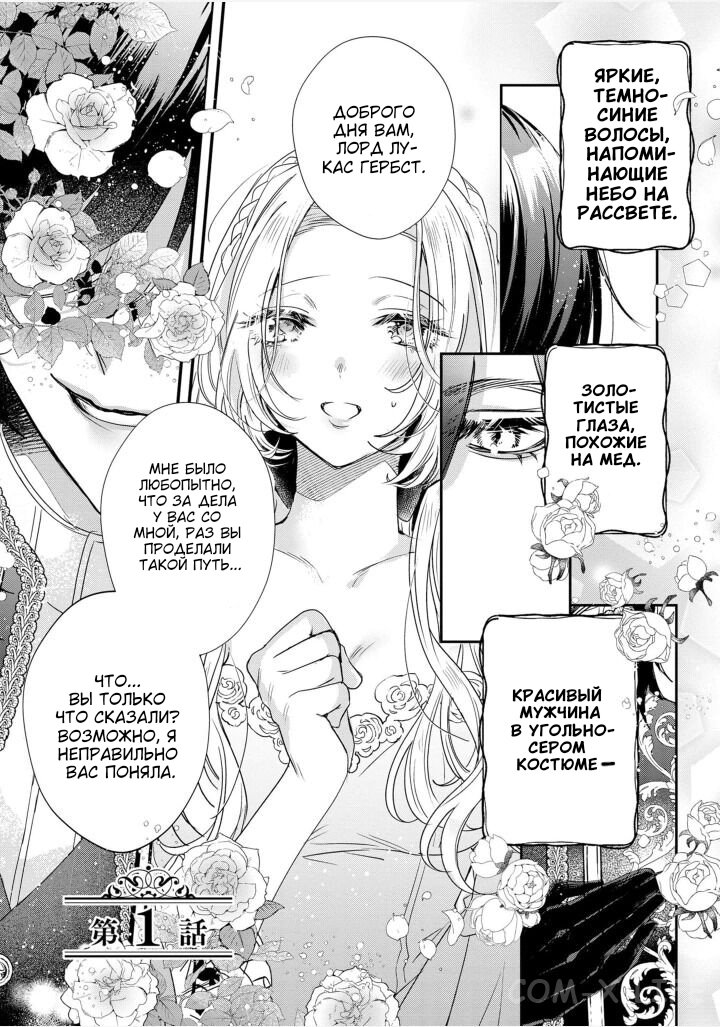 ЯРКИЕ,
ТЕМНО-
СИНИЕ
ВОЛОСЫ,
НАПОМИ-
НАЮЩИЕ
НЕБО НА
РАССВЕТЕ.
ДОБРОГО
ДНЯ ВАМ,
ЛОРД ЛУ-
КАС ГЕРБСТ.
ЗОЛО-
ТИСТЫЕ
ГЛАЗА,
ПОХОЖИЕ
НА МЕД.
МНЕ БЫЛО
ЛЮБОПЫТНО,
ЧТО ЗА ДЕЛА
У ВАС СО
МНОЙ, РАЗ ВЫ
ПРОДЕЛАЛИ
ТАКОЙ ПУТЬ...
КРАСИВЫЙ
МУЖЧИНА
В УГОЛЬНО-
СЕРОМ
КОСТЮМЕ —
ЧТО...
ВЫ ТОЛЬКО
ЧТО СКАЗАЛИ?
ВОЗМОЖНО, Я
НЕПРАВИЛЬНО
ВАС ПОНЯЛА.
第1話